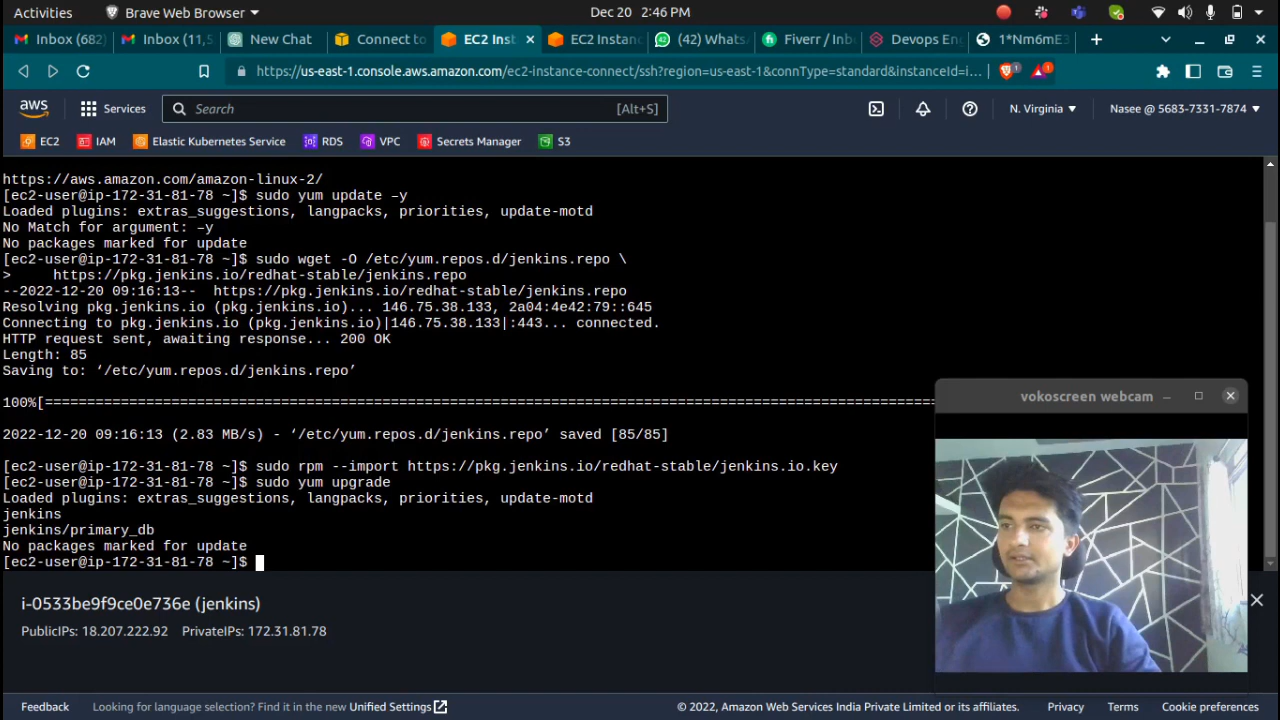 Activities
Brave Web Browser
Dec 20 2:46 PM
Inbox (682)
Inbox (11,5
New Chat
Connect to
EC2 Inst
EC2 Instanc
(42) Whats
Fiverr / Inb
Devops Eng
1*Nm6mE3
https://us-east-1.console.aws.amazon.com/ec2-instance-connect/ssh?region=us-east-1&connType=standard&instanceId=i...
1
1
aws
Services
Search
[Alt+S]
N. Virginia
Nasee @ 5683-7331-7874
EC2
IAM
Elastic Kubernetes Service
RDS
VPC
Secrets Manager
S3
https://aws.amazon.com/amazon-linux-2/
[ec2-user@ip-172-31-81-78 ~]$ sudo yum update –y
Loaded plugins: extras_suggestions, langpacks, priorities, update-motd
No Match for argument: –y
No packages marked for update
[ec2-user@ip-172-31-81-78 ~]$ sudo wget -O /etc/yum.repos.d/jenkins.repo \
> https://pkg.jenkins.io/redhat-stable/jenkins.repo
--2022-12-20 09:16:13-- https://pkg.jenkins.io/redhat-stable/jenkins.repo
Resolving pkg.jenkins.io (pkg.jenkins.io)... 146.75.38.133, 2a04:4e42:79::645
Connecting to pkg.jenkins.io (pkg.jenkins.io)|146.75.38.133|:443... connected.
HTTP request sent, awaiting response... 200 OK
Length: 85
Saving to: ‘/etc/yum.repos.d/jenkins.repo’
100%[==============================================================================================================
2022-12-20 09:16:13 (2.83 MB/s) - ‘/etc/yum.repos.d/jenkins.repo’ saved [85/85]
[ec2-user@ip-172-31-81-78 ~]$ sudo rpm --import https://pkg.jenkins.io/redhat-stable/jenkins.io.key
[ec2-user@ip-172-31-81-78 ~]$ sudo yum upgrade
Loaded plugins: extras_suggestions, langpacks, priorities, update-motd
jenkins
jenkins/primary_db
No packages marked for update
[ec2-user@ip-172-31-81-78 ~]$
vokoscreen webcam
i-0533be9f9ce0e736e (jenkins)
PublicIPs: 18.207.222.92 PrivateIPs: 172.31.81.78
Feedback
Looking for language selection? Find it in the new Unified Settings
© 2022, Amazon Web Services India Private Limited or its affiliates.
Privacy
Terms
Cookie preferences